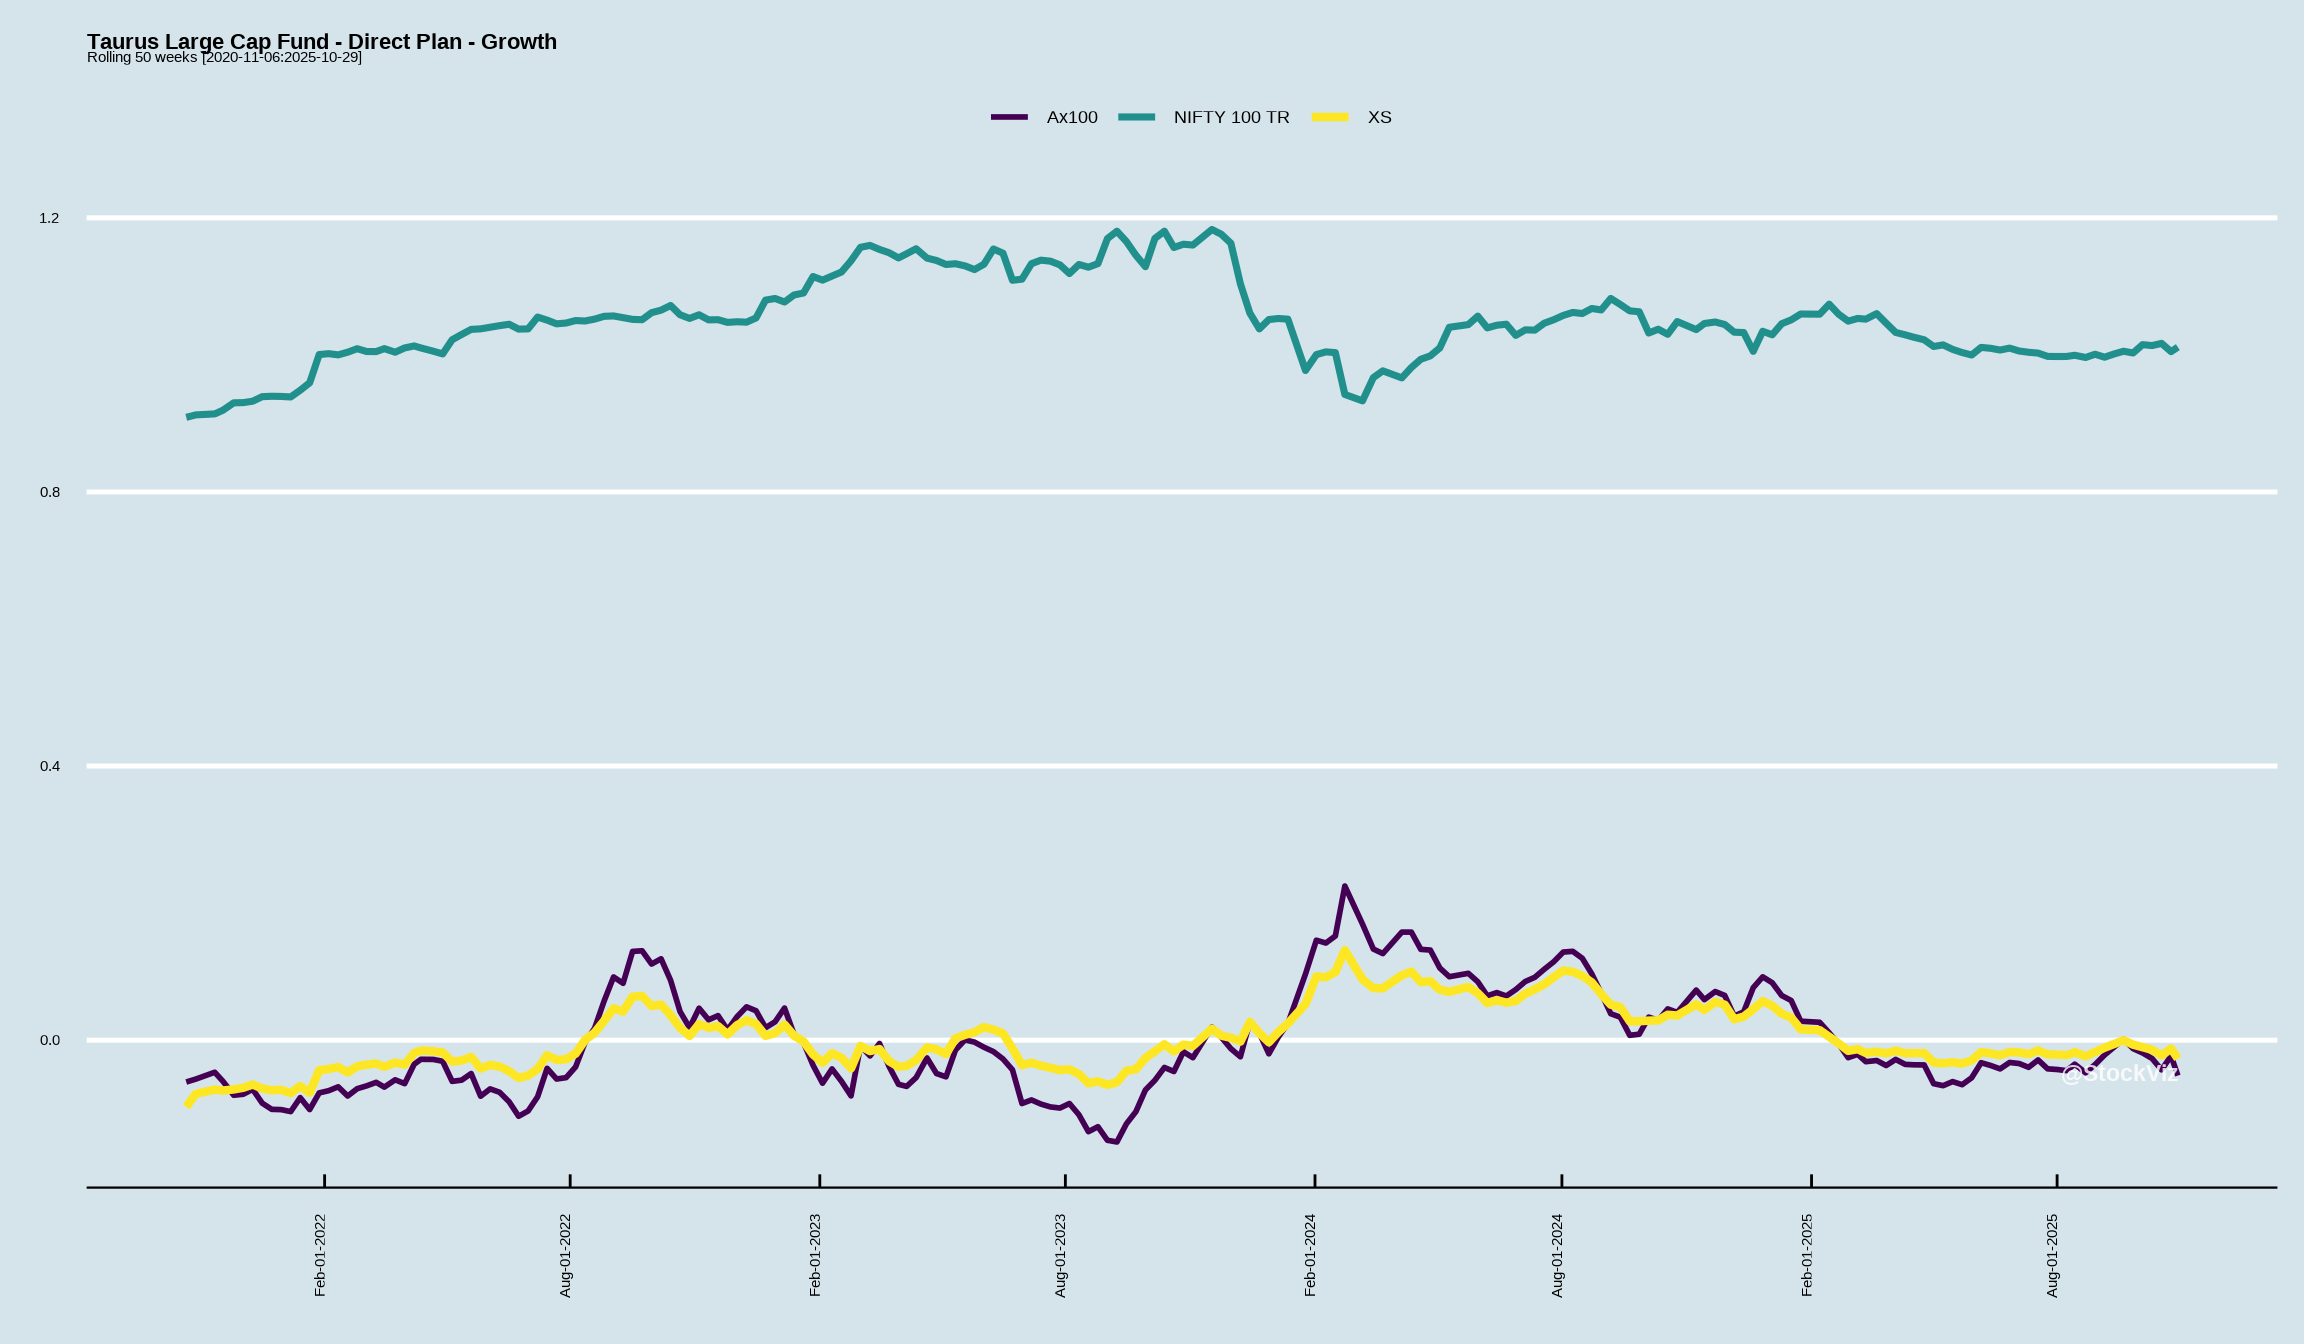 Taurus Large Cap Fund - Direct Plan - Growth
Rolling 50 weeks [2020-11-06:2025-10-29]
Ax100 NIFTY 100 TR XS
1.2
0.8
0.4
0.0
@StockViz
Feb-01-2022 Aug-01-2022 Feb-01-2023 Aug-01-2023 Feb-01-2024 Aug-01-2024 Feb-01-2025 Aug-01-2025